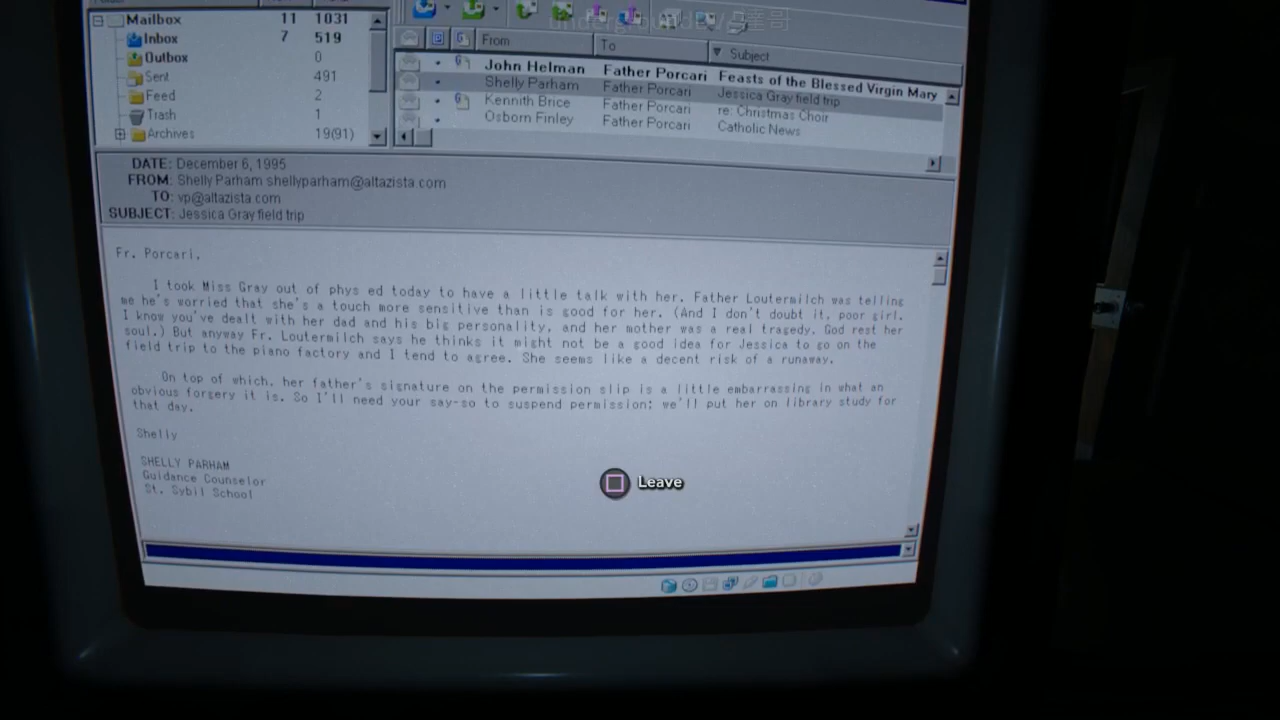 Mailbox 11 1031
Inbox 7 519
Outbox 0
Sent 491
Feed 2
Trash 1
Archives 19(91)
From To Subject
John Helman Father Porcari Feasts of the Blessed Virgin Mary
Shelly Parham Father Porcari Jessica Gray field trip
Kennith Brice Father Porcari re: Christmas Choir
Osborn Finley Father Porcari Catholic News
DATE: December 6, 1995
FROM: Shelly Parham shellyparham@altazista.com
TO: vp@altazista.com
SUBJECT: Jessica Gray field trip
Fr. Porcari,
I took Miss Gray out of phys ed today to have a little talk with her. Father Loutermilch was telling
me he's worried that she's a touch more sensitive than is good for her. (And I don't doubt it, poor girl.
I know you've dealt with her dad and his big personality, and her mother was a real tragedy, God rest her
soul.) But anyway Fr. Loutermilch says he thinks it might not be a good idea for Jessica to go on the
field trip to the piano factory and I tend to agree. She seems like a decent risk of a runaway.
On top of which, her father's signature on the permission slip is a little embarrassing in what an
obvious forgery it is. So I'll need your say-so to suspend permission; we'll put her on library study for
that day.
Shelly
SHELLY PARHAM
Guidance Counselor
St. Sybil School
Leave